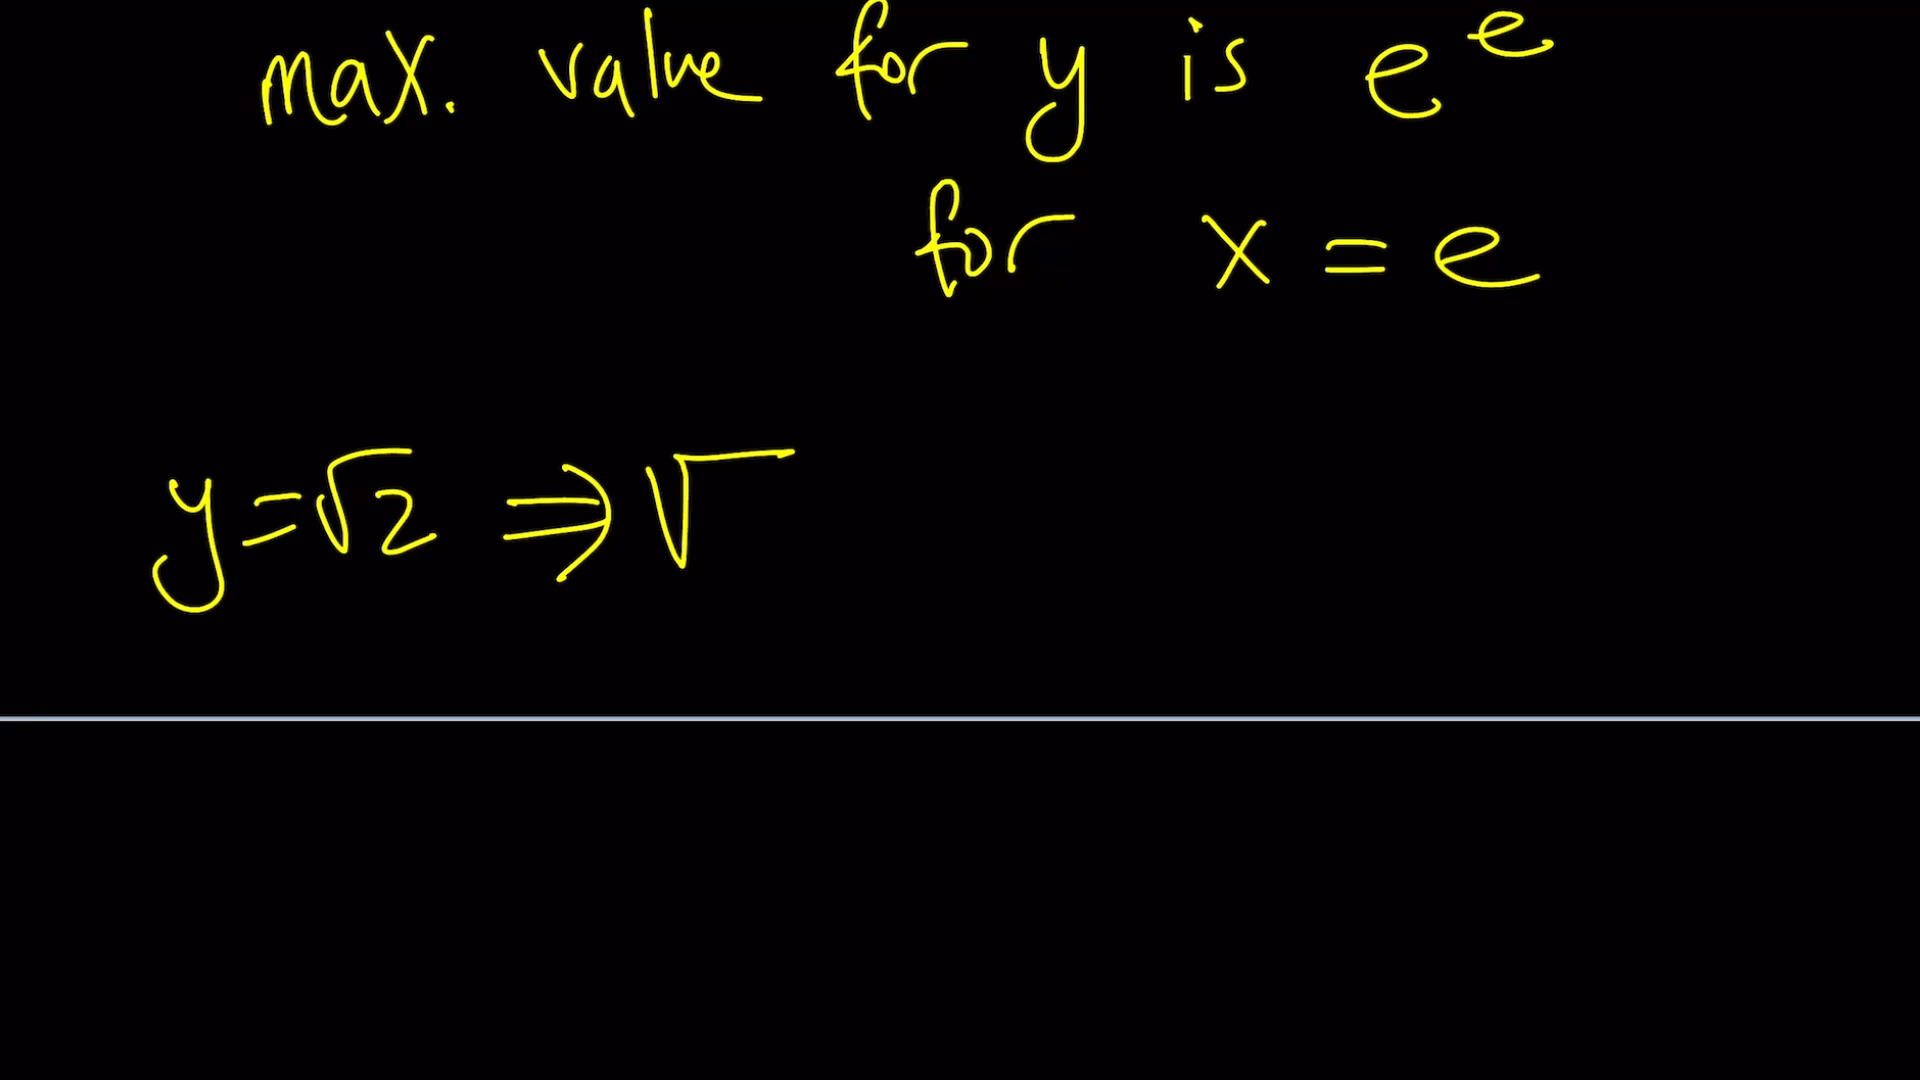 max. value for y is e^e
for x = e
y = √2 ⇒ √